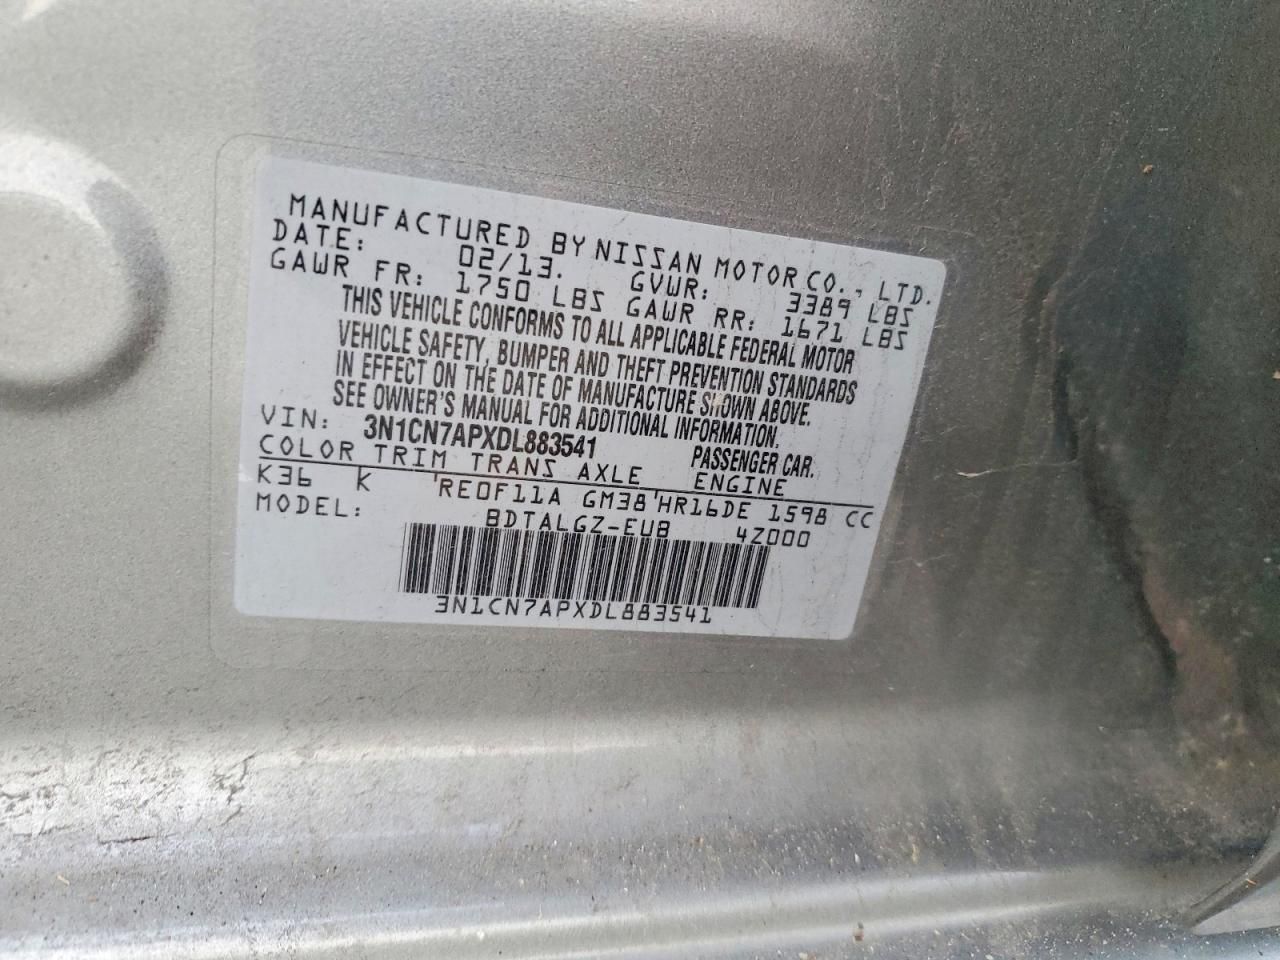 MANUFACTURED BY NISSAN MOTOR CO., LTD.
DATE: 02/13. GVWR: 3389 LBS
GAWR FR: 1750 LBS GAWR RR: 1671 LBS
THIS VEHICLE CONFORMS TO ALL APPLICABLE FEDERAL MOTOR
VEHICLE SAFETY, BUMPER AND THEFT PREVENTION STANDARDS
IN EFFECT ON THE DATE OF MANUFACTURE SHOWN ABOVE.
SEE OWNER'S MANUAL FOR ADDITIONAL INFORMATION.
VIN: 3N1CN7APXDL883541 PASSENGER CAR.
COLOR TRIM TRANS AXLE ENGINE
K36 K 'RE0F11A GM38'HR16DE 1598 CC
MODEL: BDTALGZ-EUB 4Z000
3N1CN7APXDL883541